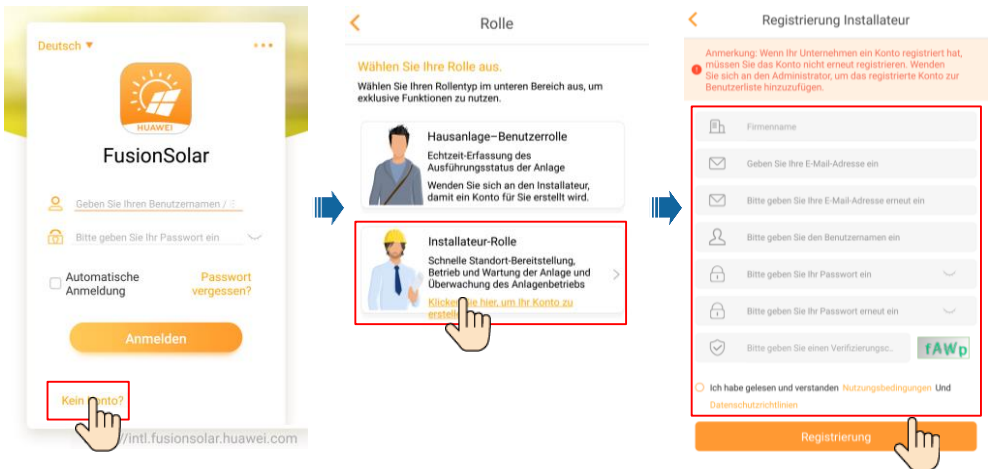 Deutsch
HUAWEI
FusionSolar
Geben Sie Ihren Benutzernamen /
Bitte geben Sie Ihr Passwort ein
Automatische
Anmeldung
Passwort
vergessen?
Anmelden
Kein Konto?
//intl.fusionsolar.huawei.com
Rolle
Wählen Sie Ihre Rolle aus.
Wählen Sie Ihren Rollentyp im unteren Bereich aus, um
exklusive Funktionen zu nutzen.
Hausanlage–Benutzerrolle
Echtzeit-Erfassung des
Ausführungsstatus der Anlage
Wenden Sie sich an den Installateur,
damit ein Konto für Sie erstellt wird.
Installateur-Rolle
Schnelle Standort-Bereitstellung,
Betrieb und Wartung der Anlage und
Überwachung des Anlagenbetriebs
Klicken Sie hier, um Ihr Konto zu
Registrierung Installateur
Anmerkung: Wenn Ihr Unternehmen ein Konto registriert hat,
müssen Sie das Konto nicht erneut registrieren. Wenden
Sie sich an den Administrator, um das registrierte Konto zur
Benutzerliste hinzuzufügen.
Firmenname
Geben Sie Ihre E-Mail-Adresse ein
Bitte geben Sie Ihre E-Mail-Adresse erneut ein
Bitte geben Sie den Benutzernamen ein
Bitte geben Sie Ihr Passwort ein
Bitte geben Sie Ihr Passwort erneut ein
Bitte geben Sie einen Verifizierungsc..
fAWp
Ich habe gelesen und verstanden Nutzungsbedingungen Und
Datenschutzrichtlinien
Registrierung